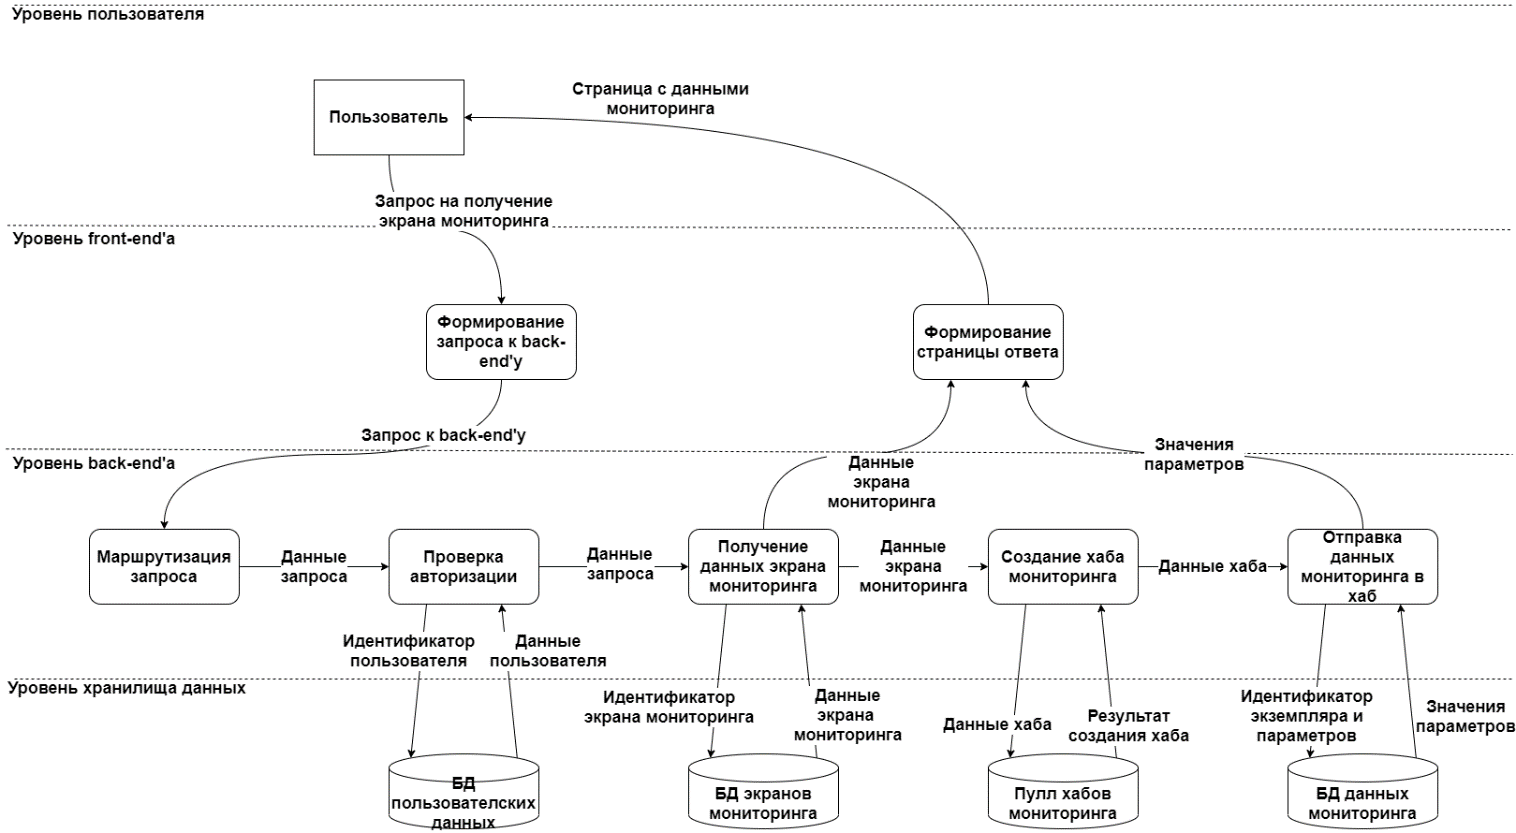 Уровень пользователя
Страница с данными
мониторинга
Пользователь
Запрос на получение
экрана мониторинга
Уровень front-end'а
Формирование
запроса к back-
end'у
Формирование
страницы ответа
Запрос к back-end'у
Уровень back-end'а
Данные
экрана
мониторинга
Значения
параметров
Маршрутизация
запроса
Данные
запроса
Проверка
авторизации
Данные
запроса
Получение
данных экрана
мониторинга
Данные
экрана
мониторинга
Создание хаба
мониторинга
Данные хаба
Отправка
данных
мониторинга в
хаб
Идентификатор
пользователя
Данные
пользователя
Уровень хранилища данных
Идентификатор
экрана мониторинга
Данные
экрана
мониторинга
Данные хаба
Результат
создания хаба
Идентификатор
экземпляра и
параметров
Значения
параметров
БД
пользователских
данных
БД экранов
мониторинга
Пулл хабов
мониторинга
БД данных
мониторинга